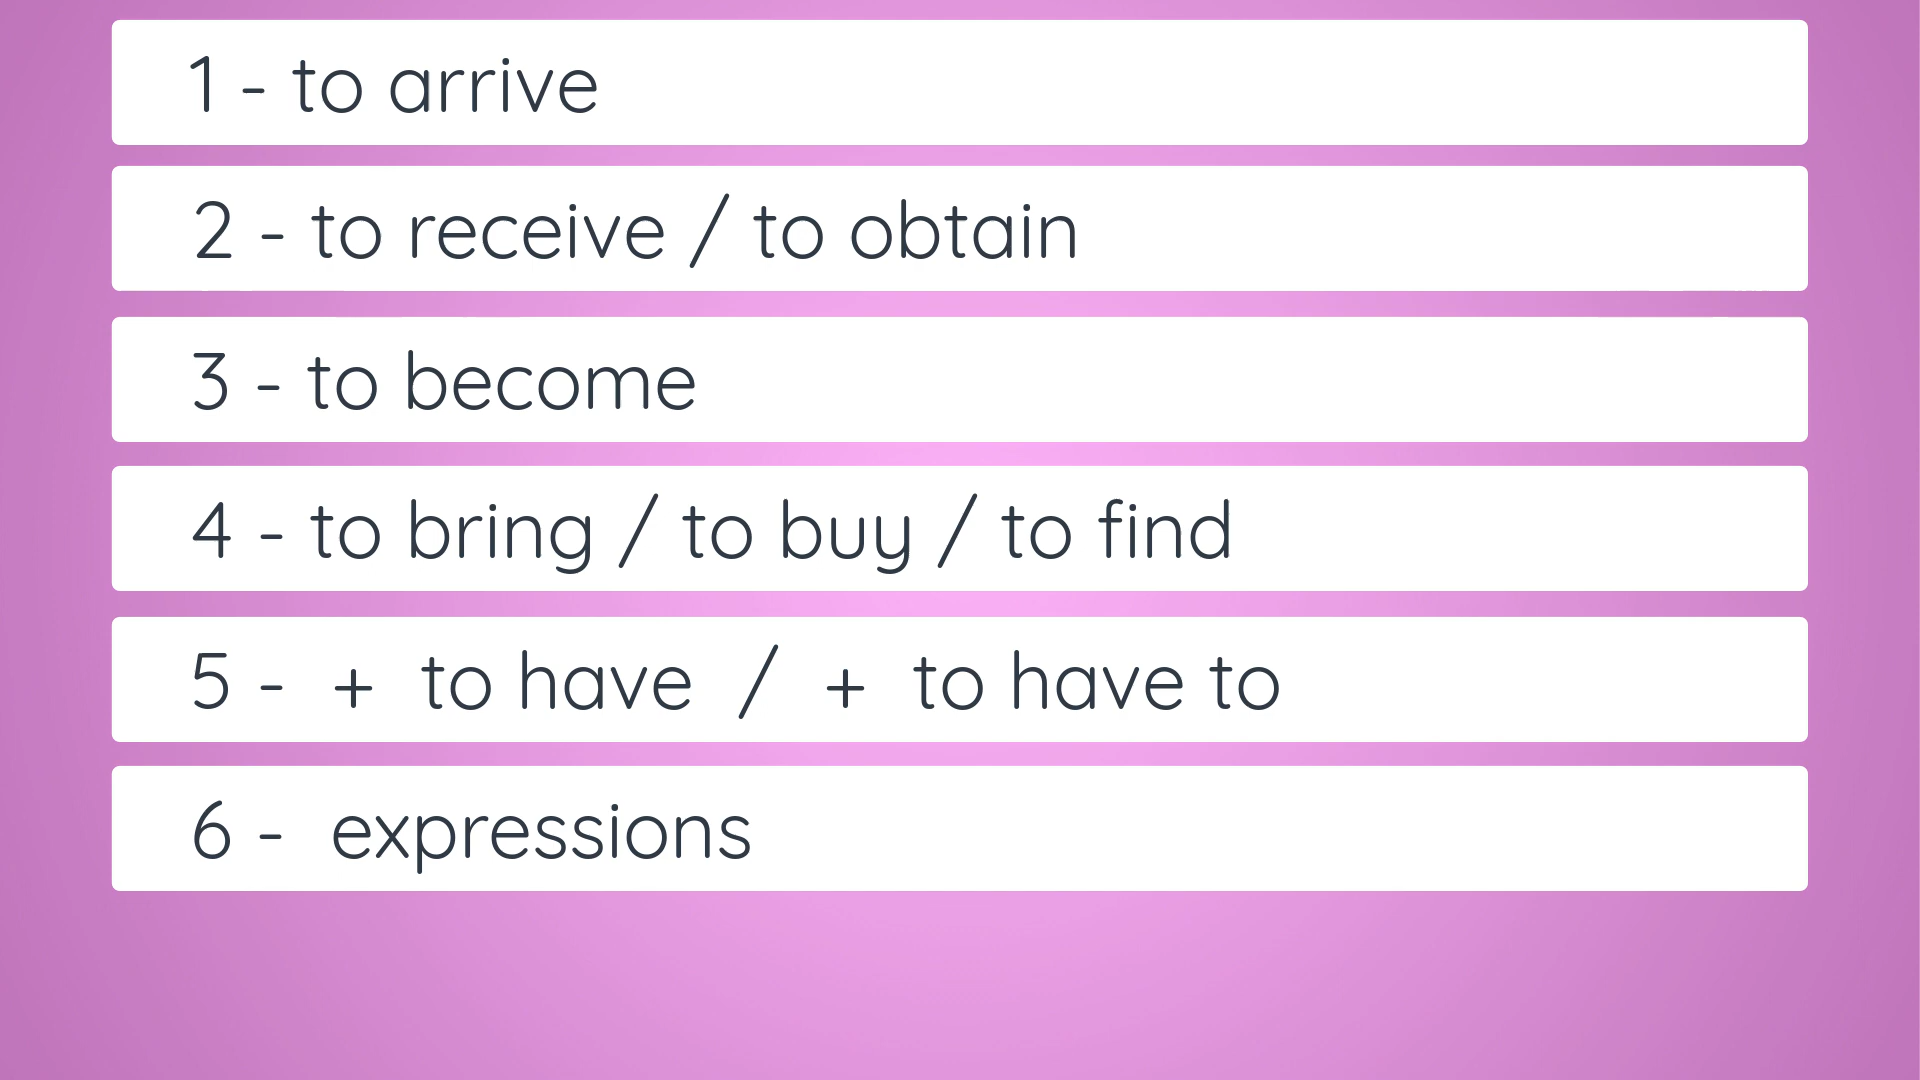 1 - to arrive
2 - to receive / to obtain
3 - to become
4 - to bring / to buy / to find
5 - + to have / + to have to
6 - expressions